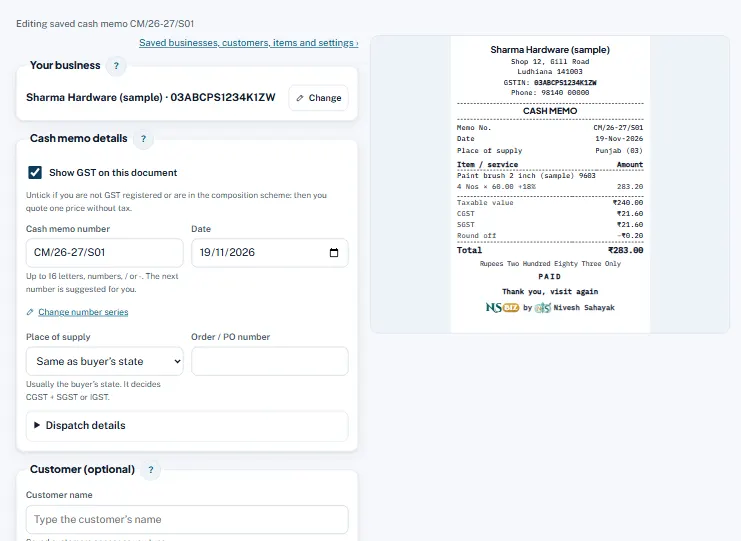 Editing saved cash memo CM/26-27/S01
Saved businesses, customers, items and settings ›
Your business ?
Sharma Hardware (sample) · 03ABCPS1234K1ZW
Change
Cash memo details ?
Show GST on this document
Untick if you are not GST registered or are in the composition scheme: then you
quote one price without tax.
Cash memo number
CM/26-27/S01
Up to 16 letters, numbers, / or -. The next
number is suggested for you.
Change number series
Date
19/11/2026
Place of supply
Same as buyer's state
Usually the buyer's state. It decides
CGST + SGST or IGST.
Order / PO number
Dispatch details
Customer (optional) ?
Customer name
Type the customer's name
Sharma Hardware (sample)
Shop 12, Gill Road
Ludhiana 141003
GSTIN: 03ABCPS1234K1ZW
Phone: 98140 00000
CASH MEMO
Memo No. CM/26-27/S01
Date 19-Nov-2026
Place of supply Punjab (03)
Item / service Amount
Paint brush 2 inch (sample) 9603
4 Nos × 60.00 +18% 283.20
Taxable value ₹240.00
CGST ₹21.60
SGST ₹21.60
Round off -₹0.20
Total ₹283.00
Rupees Two Hundred Eighty Three Only
PAID
Thank you, visit again
NS BIZ by Nivesh Sahayak